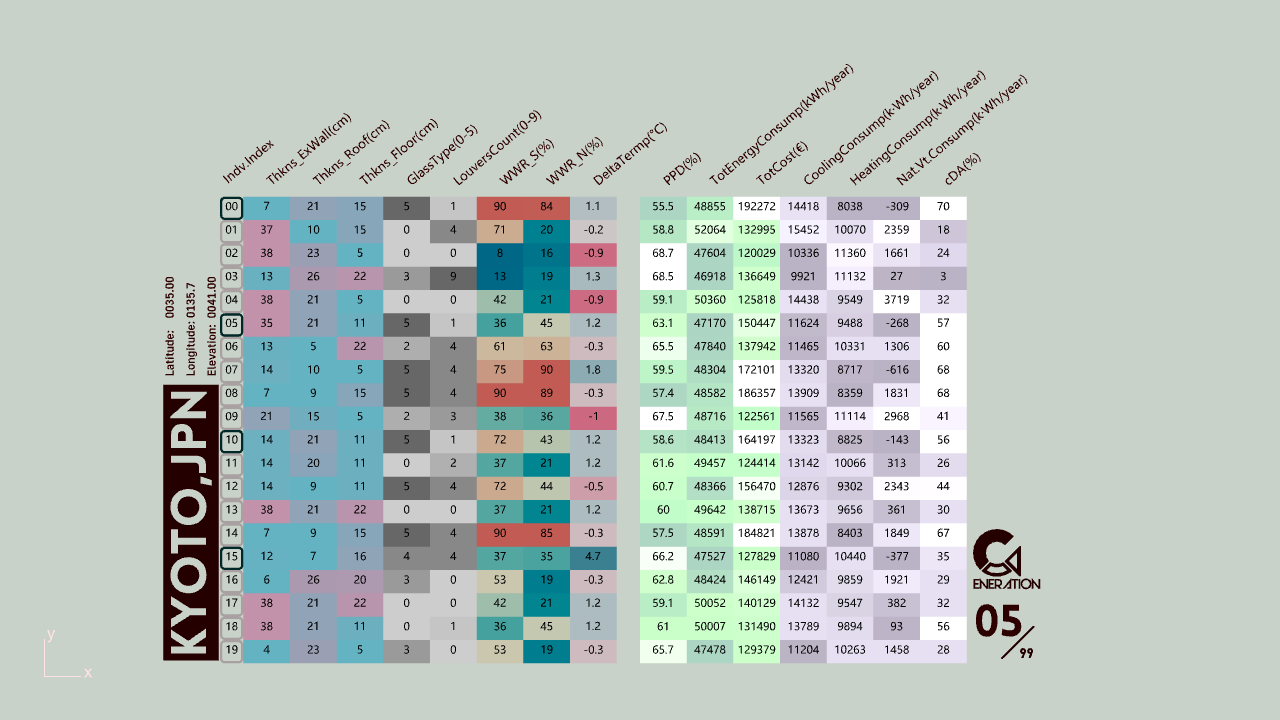 Indv.Index Thkns_ExWall(cm) Thkns_Roof(cm) Thkns_Floor(cm) GlassType(0-5) LouversCount(0-9) WWR_S(%) WWR_N(%) DeltaTermp(°C) PPD(%) TotEnergyConsump(kWh/year) TotCost(€) CoolingConsump(k·Wh/year) HeatingConsump(k·Wh/year) Nat.Vt.Consump(k·Wh/year) cDA(%)
00 7 21 15 5 1 90 84 1.1 55.5 48855 192272 14418 8038 -309 70
01 37 10 15 0 4 71 20 -0.2 58.8 52064 132995 15452 10070 2359 18
02 38 23 5 0 0 8 16 -0.9 68.7 47604 120029 10336 11360 1661 24
03 13 26 22 3 9 13 19 1.3 68.5 46918 136649 9921 11132 27 3
04 38 21 5 0 0 42 21 -0.9 59.1 50360 125818 14438 9549 3719 32
05 35 21 11 5 1 36 45 1.2 63.1 47170 150447 11624 9488 -268 57
06 13 5 22 2 4 61 63 -0.3 65.5 47840 137942 11465 10331 1306 60
07 14 10 5 5 4 75 90 1.8 59.5 48304 172101 13320 8717 -616 68
08 7 9 15 5 4 90 89 -0.3 57.4 48582 186357 13909 8359 1831 68
09 21 15 5 2 3 38 36 -1 67.5 48716 122561 11565 11114 2968 41
10 14 21 11 5 1 72 43 1.2 58.6 48413 164197 13323 8825 -143 56
11 14 20 11 0 2 37 21 1.2 61.6 49457 124414 13142 10066 313 26
12 14 9 11 5 4 72 44 -0.5 60.7 48366 156470 12876 9302 2343 44
13 38 21 22 0 0 37 21 1.2 60 49642 138715 13673 9656 361 30
14 7 9 15 5 4 90 85 -0.3 57.5 48591 184821 13878 8403 1849 67
15 12 7 16 4 4 37 35 4.7 66.2 47527 127829 11080 10440 -377 35
16 6 26 20 3 0 53 19 -0.3 62.8 48424 146149 12421 9859 1921 29
17 38 21 22 0 0 42 21 1.2 59.1 50052 140129 14132 9547 382 32
18 38 21 11 0 1 36 45 1.2 61 50007 131490 13789 9894 93 56
19 4 23 5 3 0 53 19 -0.3 65.7 47478 129379 11204 10263 1458 28
Latitude: 0035.00
Longitude: 0135.7
Elevation: 0041.00
KYOTO,JPN
ENERATION
05/99
y
x